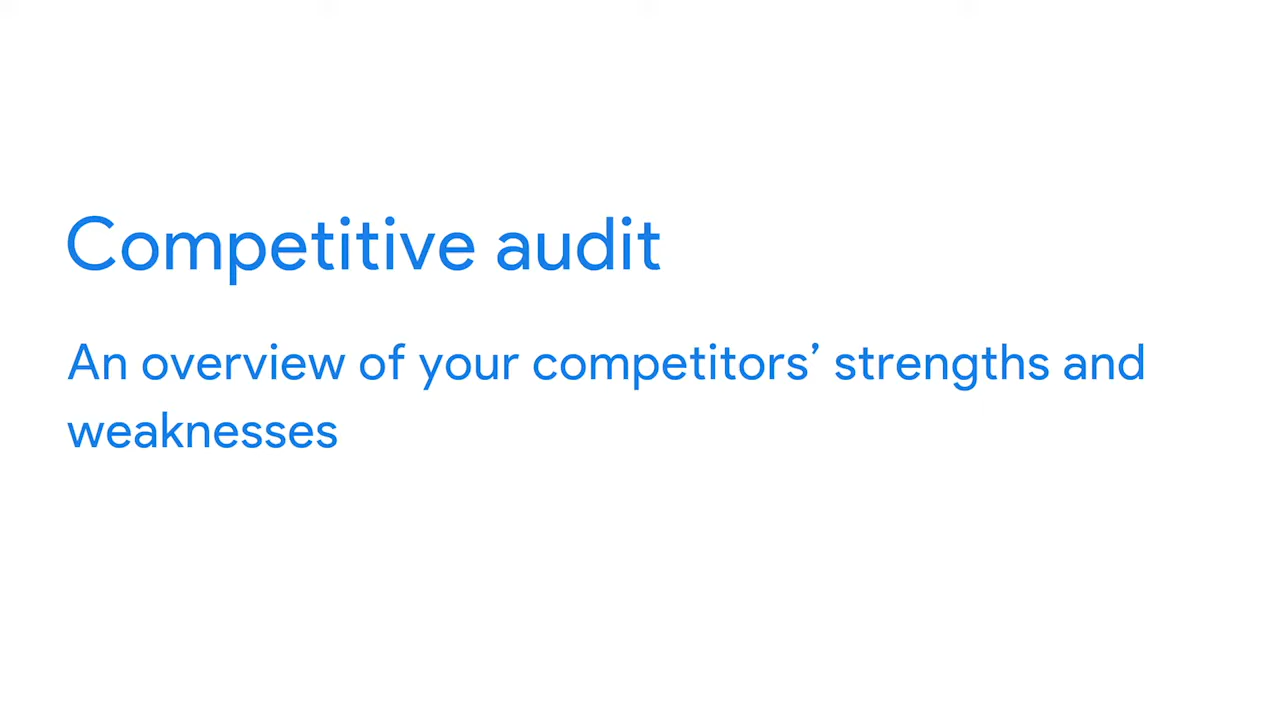 Competitive audit
An overview of your competitors’ strengths and
weaknesses